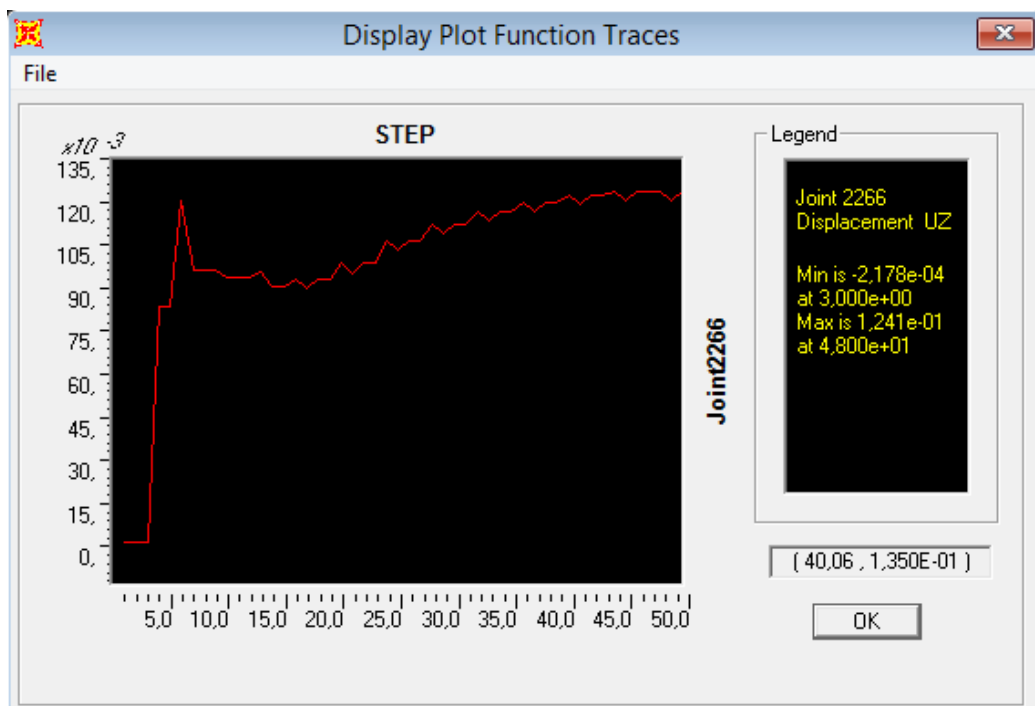 Display Plot Function Traces
File
x10 -3
STEP
135,
120,
105,
90,
75,
60,
45,
30,
15,
0,
5,0 10,0 15,0 20,0 25,0 30,0 35,0 40,0 45,0 50,0
Joint2266
Legend
Joint 2266
Displacement UZ
Min is -2,178e-04
at 3,000e+00
Max is 1,241e-01
at 4,800e+01
( 40,06 , 1,350E-01 )
OK